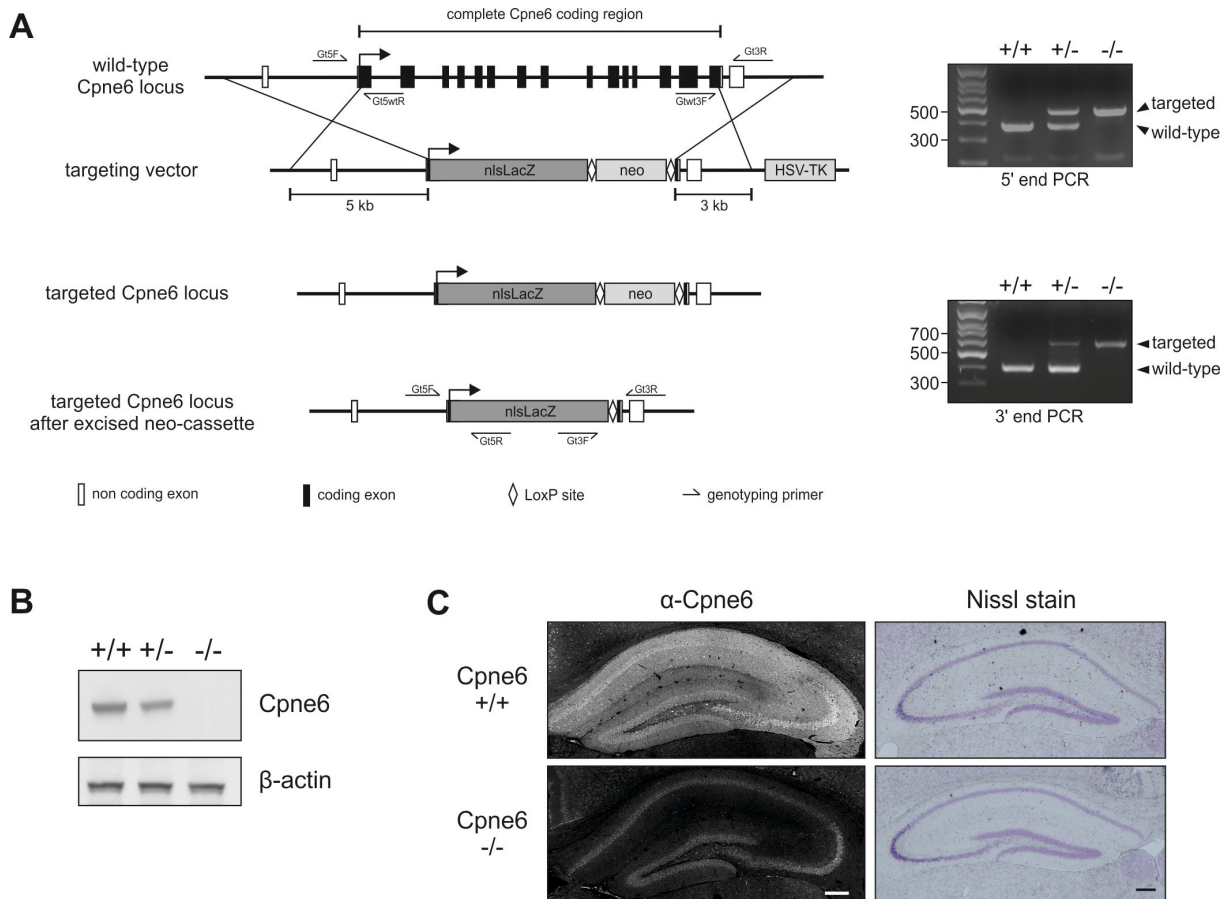 A
complete Cpne6 coding region
wild-type
Cpne6 locus
Gt5F
Gt3R
Gt5wtR
Gtwt3F
targeting vector
nlsLacZ
neo
HSV-TK
5 kb
3 kb
targeted Cpne6 locus
nlsLacZ
neo
targeted Cpne6 locus
after excised neo-cassette
Gt5F
Gt3R
nlsLacZ
Gt5R
Gt3F
non coding exon
coding exon
LoxP site
genotyping primer
+/+ +/- -/-
500
300
targeted
wild-type
5' end PCR
+/+ +/- -/-
700
500
300
targeted
wild-type
3' end PCR
B
+/+ +/- -/-
Cpne6
β-actin
C
α-Cpne6
Nissl stain
Cpne6
+/+
Cpne6
-/-